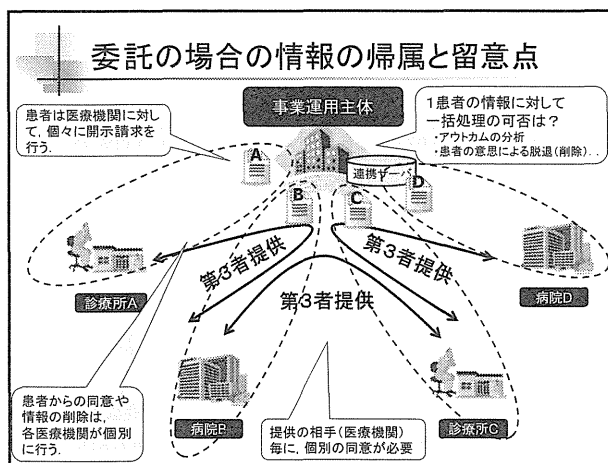 委託の場合の情報の帰属と留意点
患者は医療機関に対し
て，個々に開示請求を
行う．
事業運用主体
1患者の情報に対して
一括処理の可否は？
・アウトカムの分析
・患者の意思による脱退（削除）．．
A
連携サーバ
D
B
C
第3者提供
第3者提供
第3者提供
診療所A
病院D
患者からの同意や
情報の削除は，
各医療機関が個別
に行う．
病院B
提供の相手（医療機関）
毎に，個別の同意が必要
診療所C